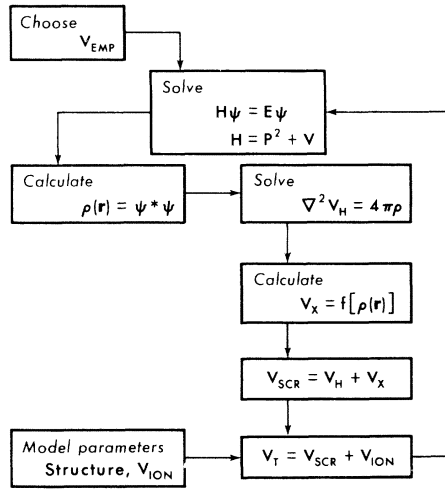 Choose
V_EMP
Solve
Hψ = Eψ
H = P² + V
Calculate
ρ(r) = ψ * ψ
Solve
∇²V_H = 4πρ
Calculate
V_X = f[ρ(r)]
V_SCR = V_H + V_X
Model parameters
Structure, V_ION
V_T = V_SCR + V_ION